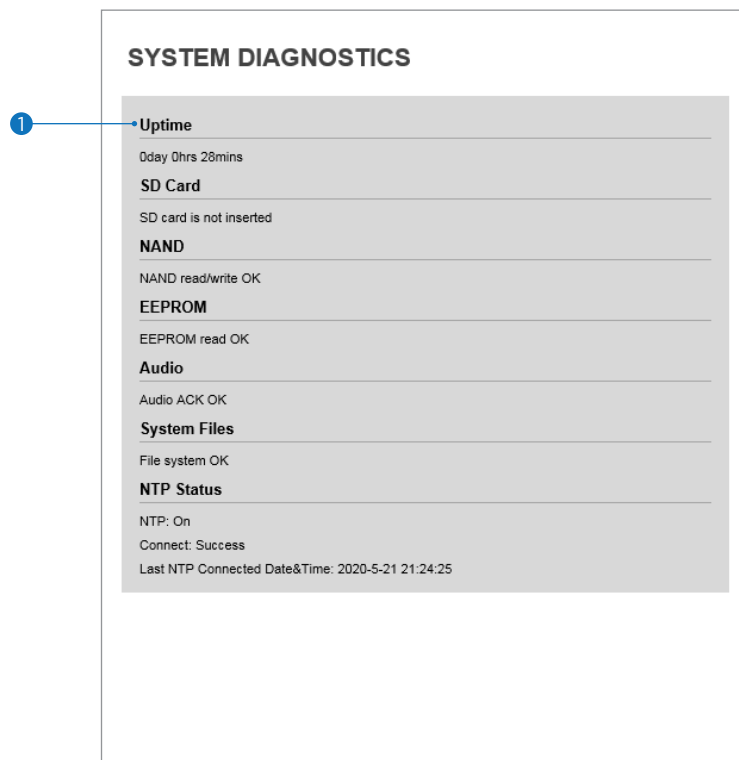 SYSTEM DIAGNOSTICS
1
Uptime
0day 0hrs 28mins
SD Card
SD card is not inserted
NAND
NAND read/write OK
EEPROM
EEPROM read OK
Audio
Audio ACK OK
System Files
File system OK
NTP Status
NTP: On
Connect: Success
Last NTP Connected Date&Time: 2020-5-21 21:24:25